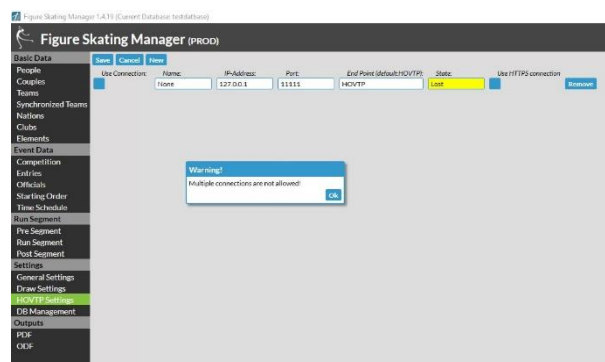 Figure Skating Manager 1.4.19 (Current Database: testdatbase)
Figure Skating Manager (PROD)
Basic Data
People
Couples
Teams
Synchronized Teams
Nations
Clubs
Elements
Event Data
Competition
Entries
Officials
Starting Order
Time Schedule
Run Segment
Pre Segment
Run Segment
Post Segment
Settings
General Settings
Draw Settings
HOVTP Settings
DB Management
Outputs
PDF
ODF
Save Cancel New
Use Connection: Name: IP-Address: Port: End Point (default:HOVTP): State: Use HTTPS connection
None 127.0.0.1 11111 HOVTP Lost Remove
Warning!
Multiple connections are not allowed!
Ok